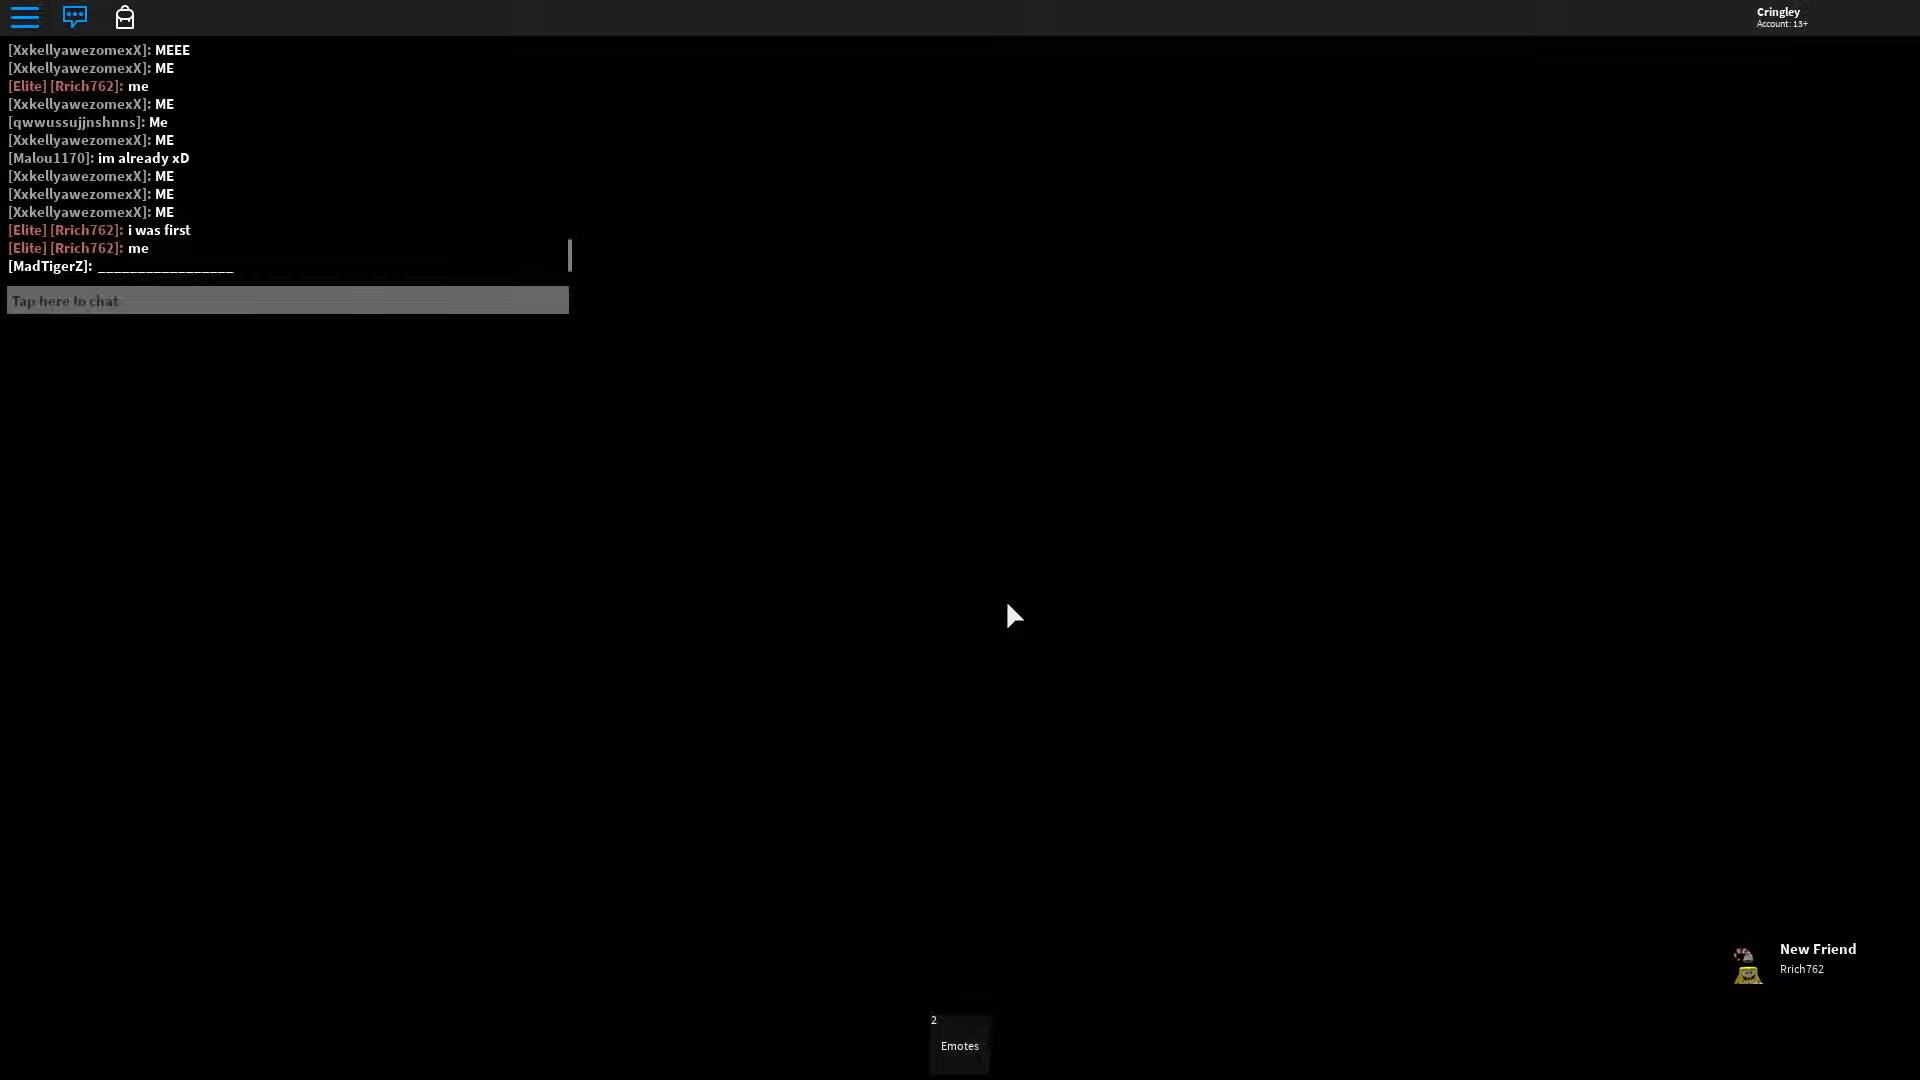 Cringley
Account: 13+
[XxkellyawezomexX]: MEEE
[XxkellyawezomexX]: ME
[Elite] [Rrich762]: me
[XxkellyawezomexX]: ME
[qwwussujjnshnns]: Me
[XxkellyawezomexX]: ME
[Malou1170]: im already xD
[XxkellyawezomexX]: ME
[XxkellyawezomexX]: ME
[XxkellyawezomexX]: ME
[Elite] [Rrich762]: i was first
[Elite] [Rrich762]: me
[MadTigerZ]: _________________
Tap here to chat
New Friend
Rrich762
2
Emotes